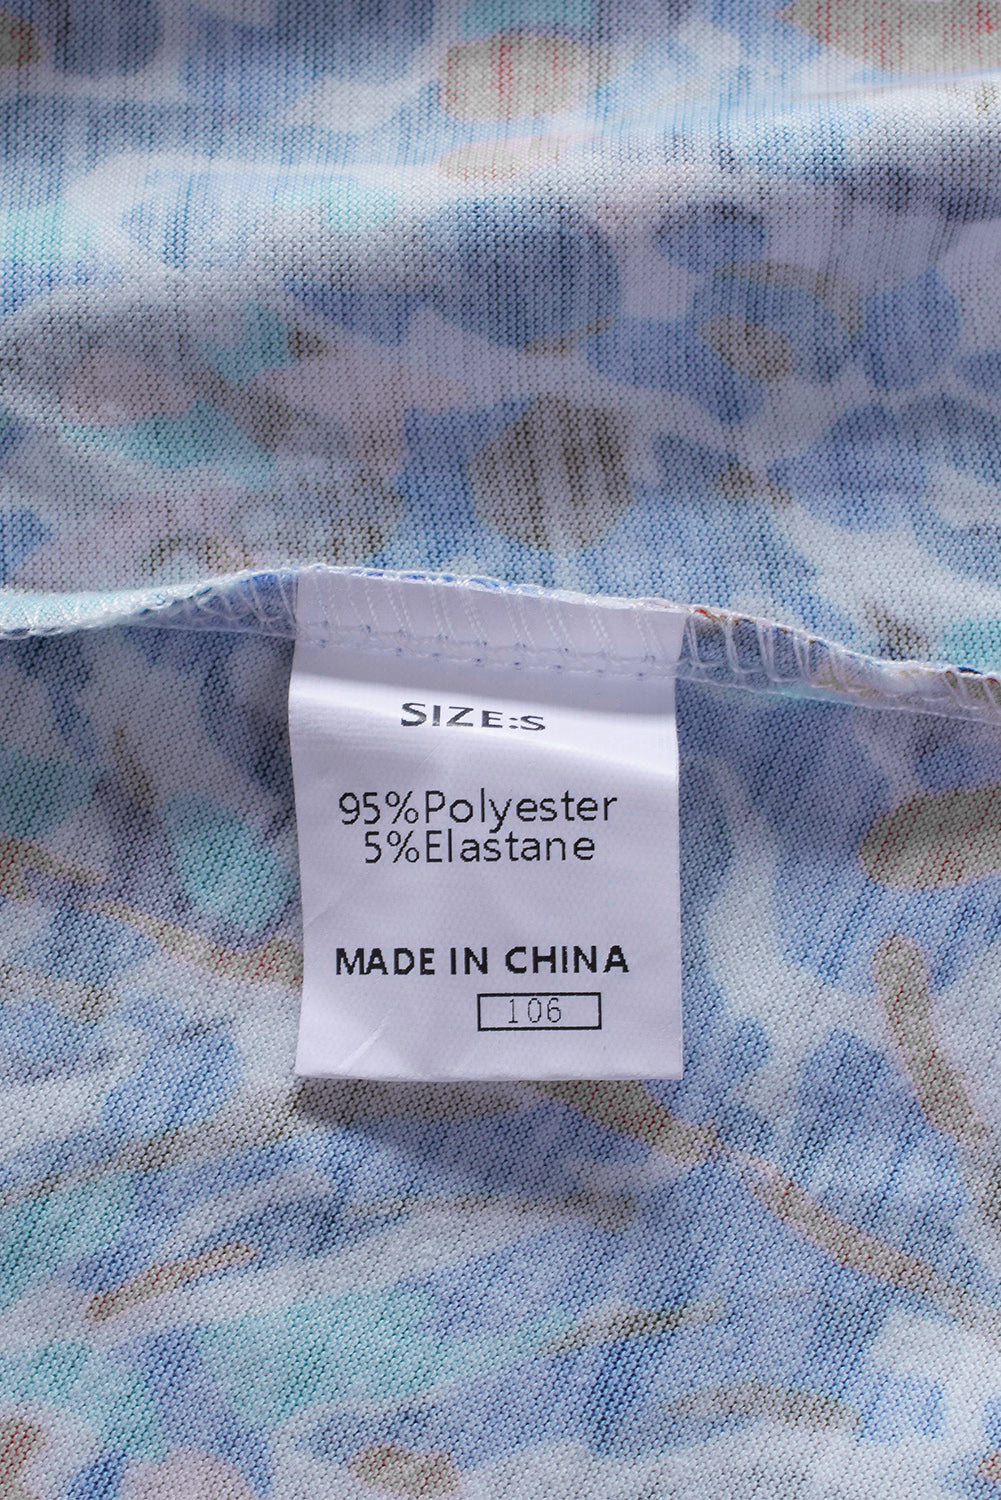 SIZE:S
95%Polyester
5%Elastane
MADE IN CHINA
106